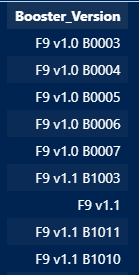 Booster_Version
F9 v1.0 B0003
F9 v1.0 B0004
F9 v1.0 B0005
F9 v1.0 B0006
F9 v1.0 B0007
F9 v1.1 B1003
F9 v1.1
F9 v1.1 B1011
F9 v1.1 B1010